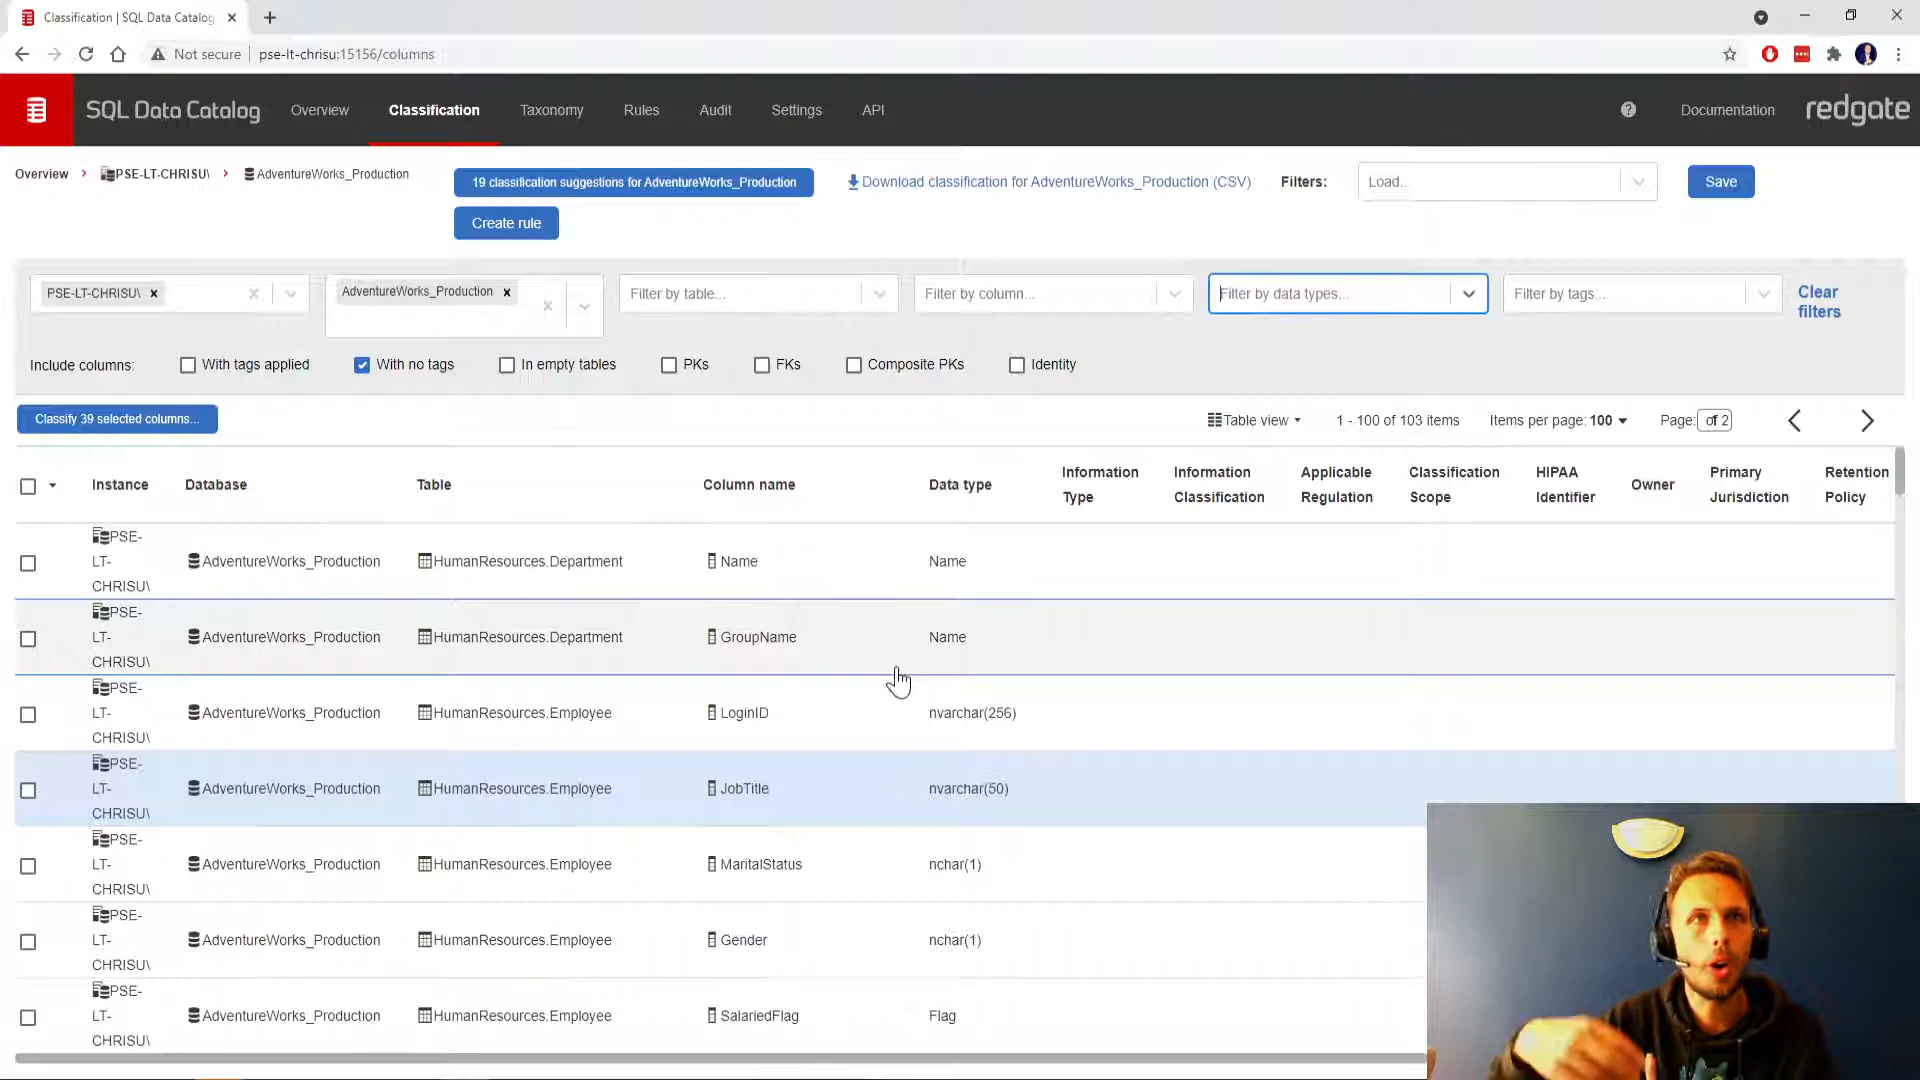 Classification | SQL Data Catalog
Not secure
pse-lt-chrisu:15156/columns
SQL Data Catalog
Overview
Classification
Taxonomy
Rules
Audit
Settings
API
Documentation
redgate
Overview
PSE-LT-CHRISU\
AdventureWorks_Production
19 classification suggestions for AdventureWorks_Production
Download classification for AdventureWorks_Production (CSV)
Filters:
Load...
Save
Create rule
PSE-LT-CHRISU\
AdventureWorks_Production
Filter by table...
Filter by column...
Filter by data types...
Filter by tags...
Clear
filters
Include columns:
With tags applied
With no tags
In empty tables
PKs
FKs
Composite PKs
Identity
Classify 39 selected columns...
Table view
1 - 100 of 103 items
Items per page: 100
Page: of 2
Instance
Database
Table
Column name
Data type
Information
Type
Information
Classification
Applicable
Regulation
Classification
Scope
HIPAA
Identifier
Owner
Primary
Jurisdiction
Retention
Policy
PSE-
LT-
CHRISU\
AdventureWorks_Production
HumanResources.Department
Name
Name
PSE-
LT-
CHRISU\
AdventureWorks_Production
HumanResources.Department
GroupName
Name
PSE-
LT-
CHRISU\
AdventureWorks_Production
HumanResources.Employee
LoginID
nvarchar(256)
PSE-
LT-
CHRISU\
AdventureWorks_Production
HumanResources.Employee
JobTitle
nvarchar(50)
PSE-
LT-
CHRISU\
AdventureWorks_Production
HumanResources.Employee
MaritalStatus
nchar(1)
PSE-
LT-
CHRISU\
AdventureWorks_Production
HumanResources.Employee
Gender
nchar(1)
PSE-
LT-
CHRISU\
AdventureWorks_Production
HumanResources.Employee
SalariedFlag
Flag